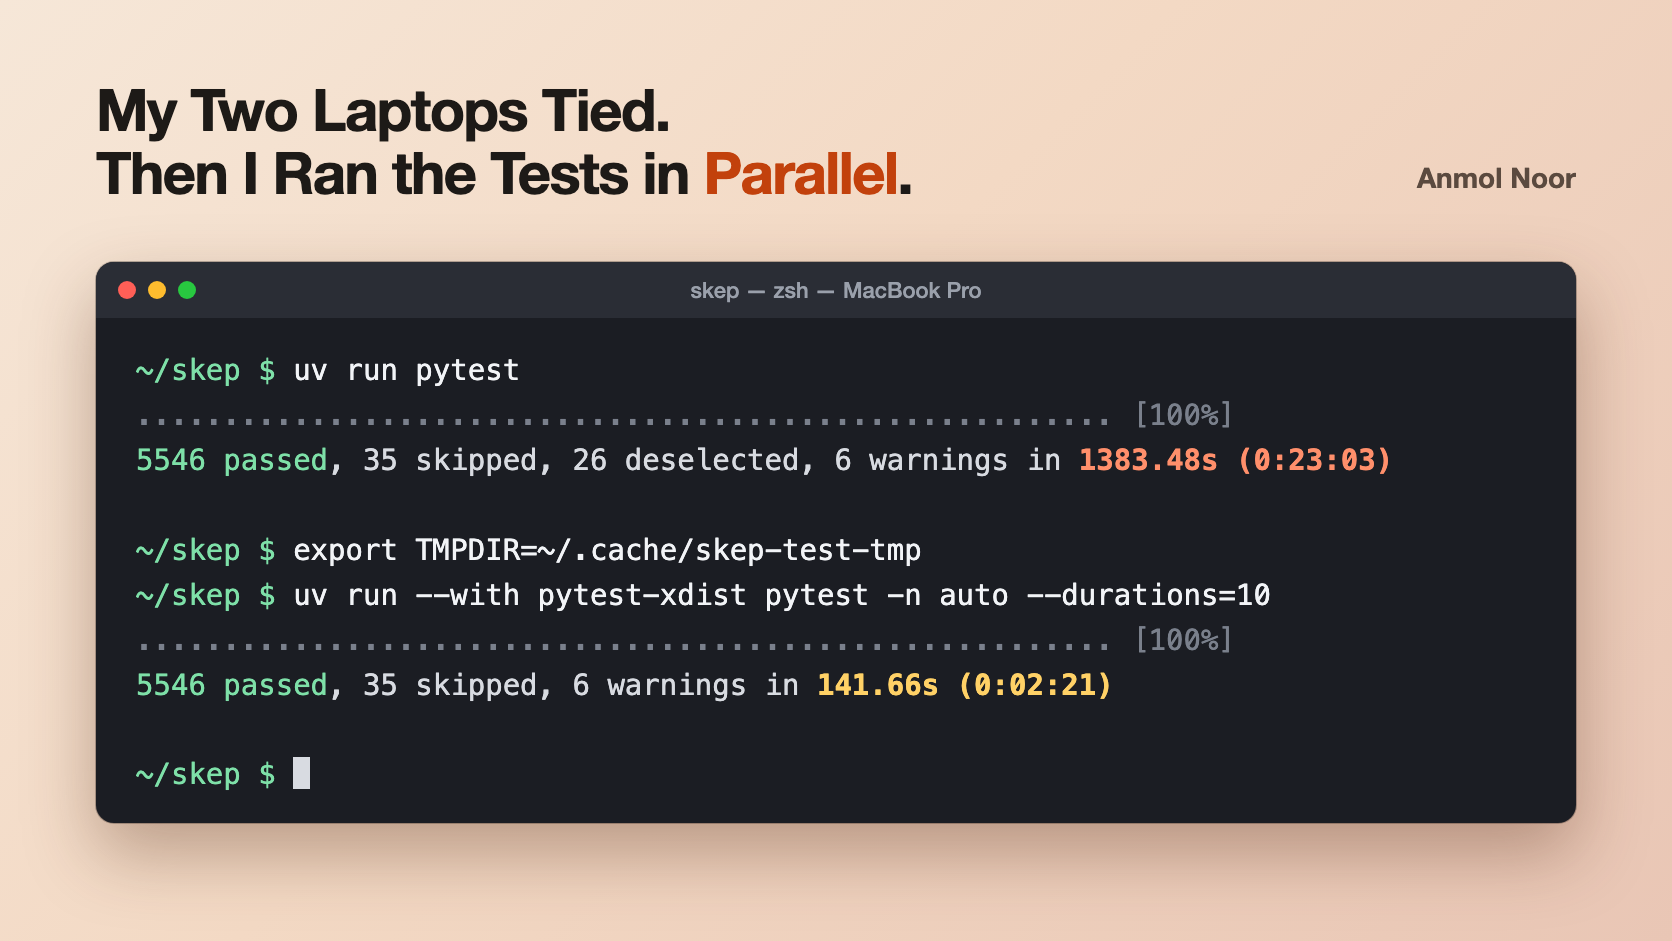 My Two Laptops Tied.
Then I Ran the Tests in Parallel.
Anmol Noor
skep — zsh — MacBook Pro
~/skep $ uv run pytest
........................................................ [100%]
5546 passed, 35 skipped, 26 deselected, 6 warnings in 1383.48s (0:23:03)
~/skep $ export TMPDIR=~/.cache/skep-test-tmp
~/skep $ uv run --with pytest-xdist pytest -n auto --durations=10
........................................................ [100%]
5546 passed, 35 skipped, 6 warnings in 141.66s (0:02:21)
~/skep $